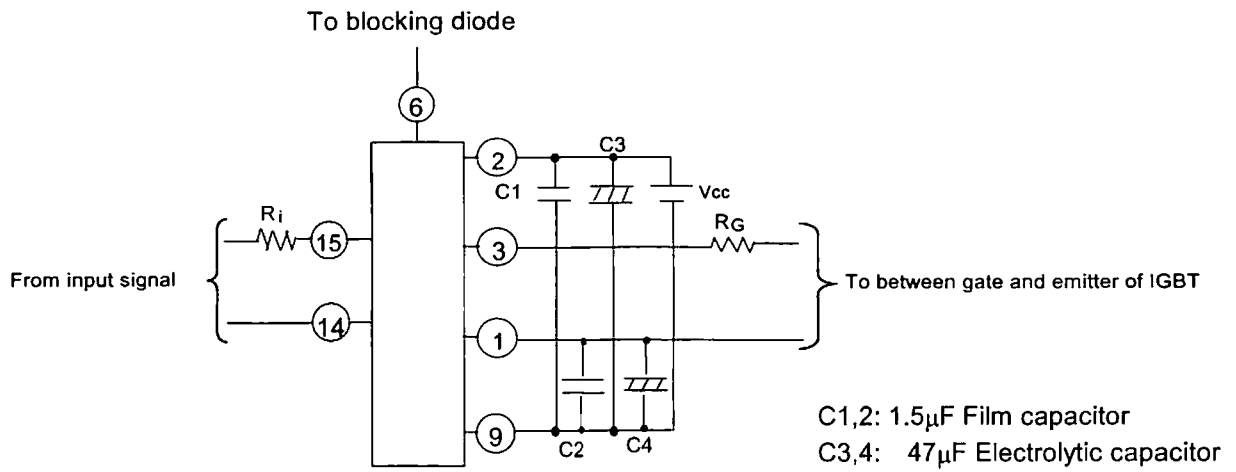 To blocking diode
6
2
C3
C1
Vcc
Ri
15
3
RG
From input signal
To between gate and emitter of IGBT
14
1
9
C2
C4
C1,2: 1.5μF Film capacitor
C3,4: 47μF Electrolytic capacitor